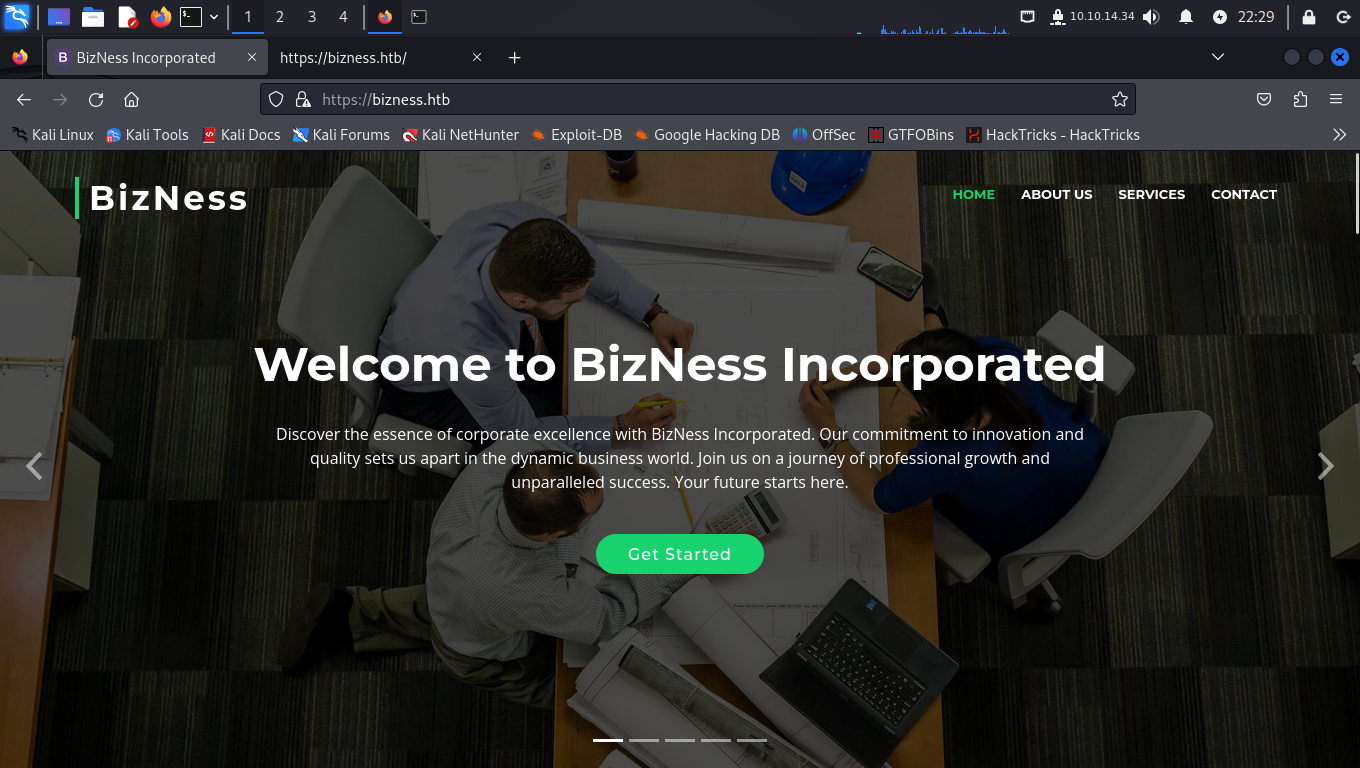 1 2 3 4 10.10.14.34 22:29
BizNess Incorporated https://bizness.htb/
https://bizness.htb
Kali Linux Kali Tools Kali Docs Kali Forums Kali NetHunter Exploit-DB Google Hacking DB OffSec GTFOBins HackTricks - HackTricks
BizNess HOME ABOUT US SERVICES CONTACT
Welcome to BizNess Incorporated
Discover the essence of corporate excellence with BizNess Incorporated. Our commitment to innovation and
quality sets us apart in the dynamic business world. Join us on a journey of professional growth and
unparalleled success. Your future starts here.
Get Started